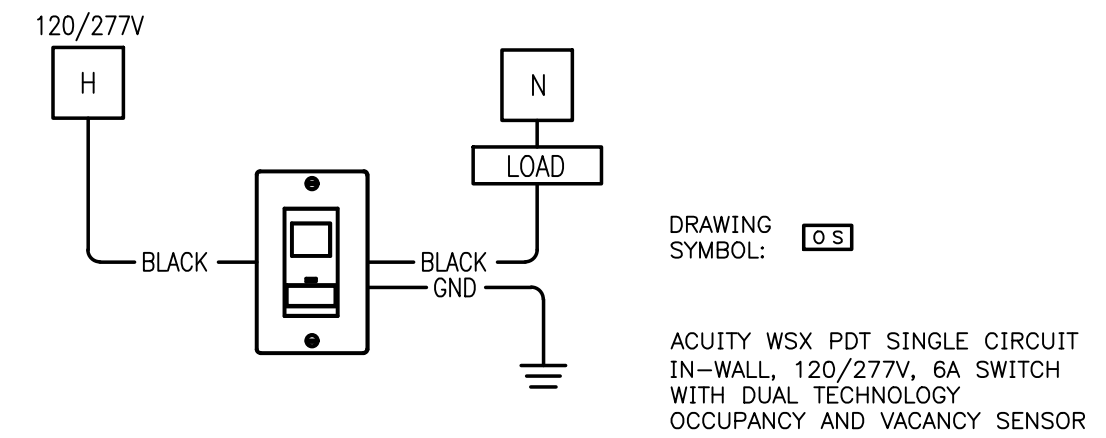 120/277V
H
N
LOAD
BLACK
BLACK
GND
DRAWING
SYMBOL:
OS
ACUITY WSX PDT SINGLE CIRCUIT
IN-WALL, 120/277V, 6A SWITCH
WITH DUAL TECHNOLOGY
OCCUPANCY AND VACANCY SENSOR